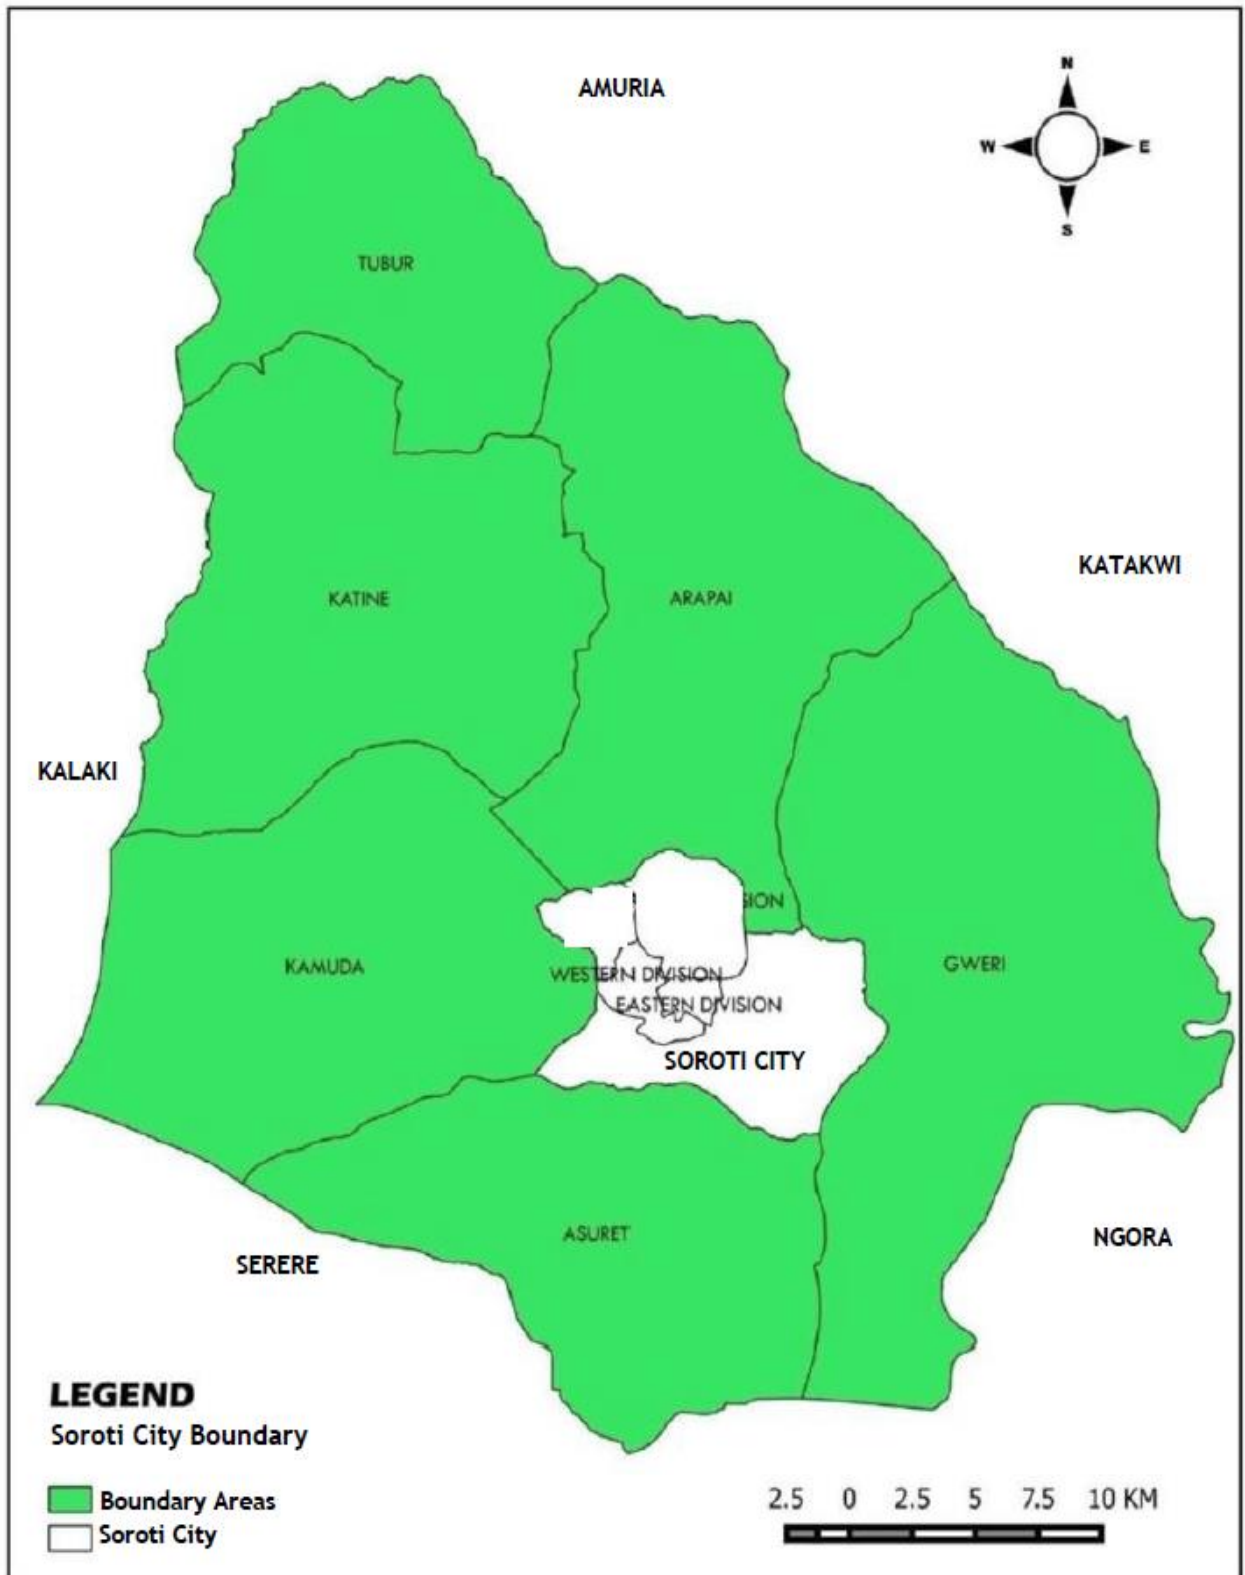 AMURIA
N
W E
S
TUBUR
KATAKWI
KATINE
ARAPAI
KALAKI
SION
KAMUDA
WESTERN DIVISION
GWERI
EASTERN DIVISION
SOROTI CITY
ASURET
NGORA
SERERE
LEGEND
Soroti City Boundary
Boundary Areas
Soroti City
2.5 0 2.5 5 7.5 10 KM